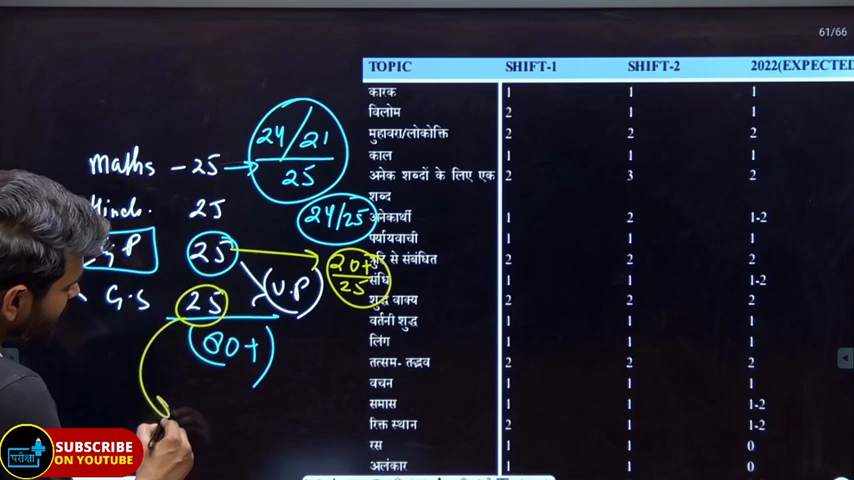 61/66
TOPIC SHIFT-1 SHIFT-2 2022(EXPECTED
कारक 1 1 1
विलोम 2 1 1
मुहावरा/लोकोक्ति 2 2 2
काल 1 1 1
अनेक शब्दों के लिए एक 2 3 2
शब्द
अनेकार्थी 1 2 1-2
पर्यायवाची 1 1 1
से संबंधित 2 2 2
संधि 1 1 1-2
शुद्ध वाक्य 2 2 2
वर्तनी शुद्ध 1 1 1
लिंग 1 1 1
तत्सम- तद्भव 2 2 2
वचन 1 1 1
समास 1 1 1-2
रिक्त स्थान 2 1 1-2
रस 1 1 0
अलंकार 1 1 0
Maths - 25 → 24/21
25
25
24/25
25
20+
25
(U.P)
G.S 25
(80+)
परीक्षा
SUBSCRIBE
ON YOUTUBE